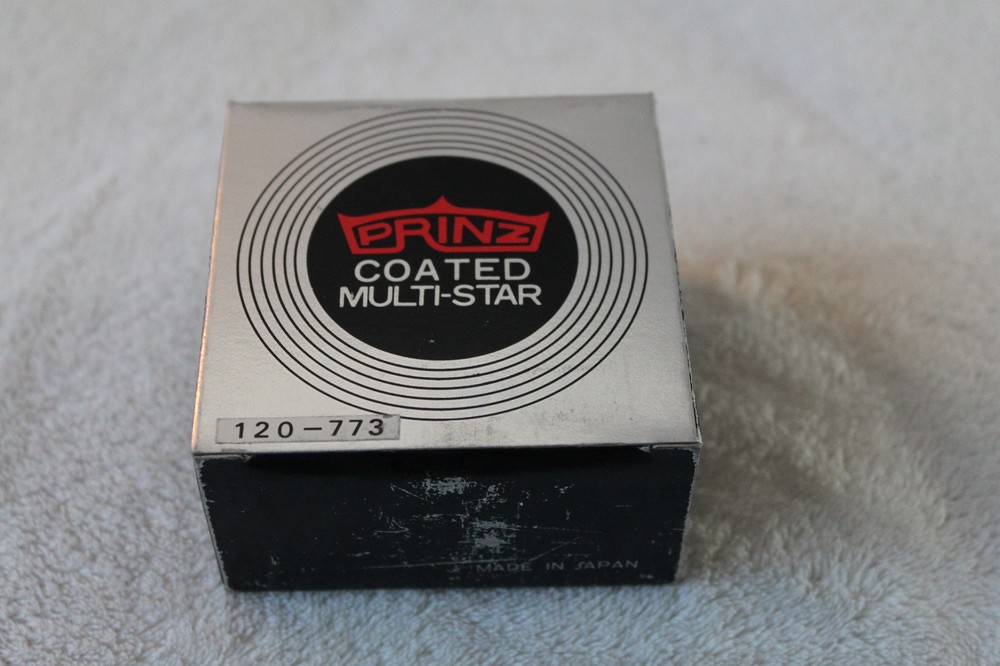 PRINZ
COATED
MULTI-STAR
120-773
MADE IN JAPAN